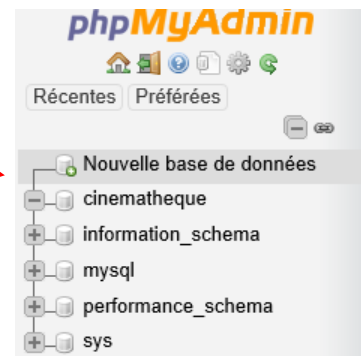 phpMyAdmin
Récentes Préférées
Nouvelle base de données
cinematheque
information_schema
mysql
performance_schema
sys